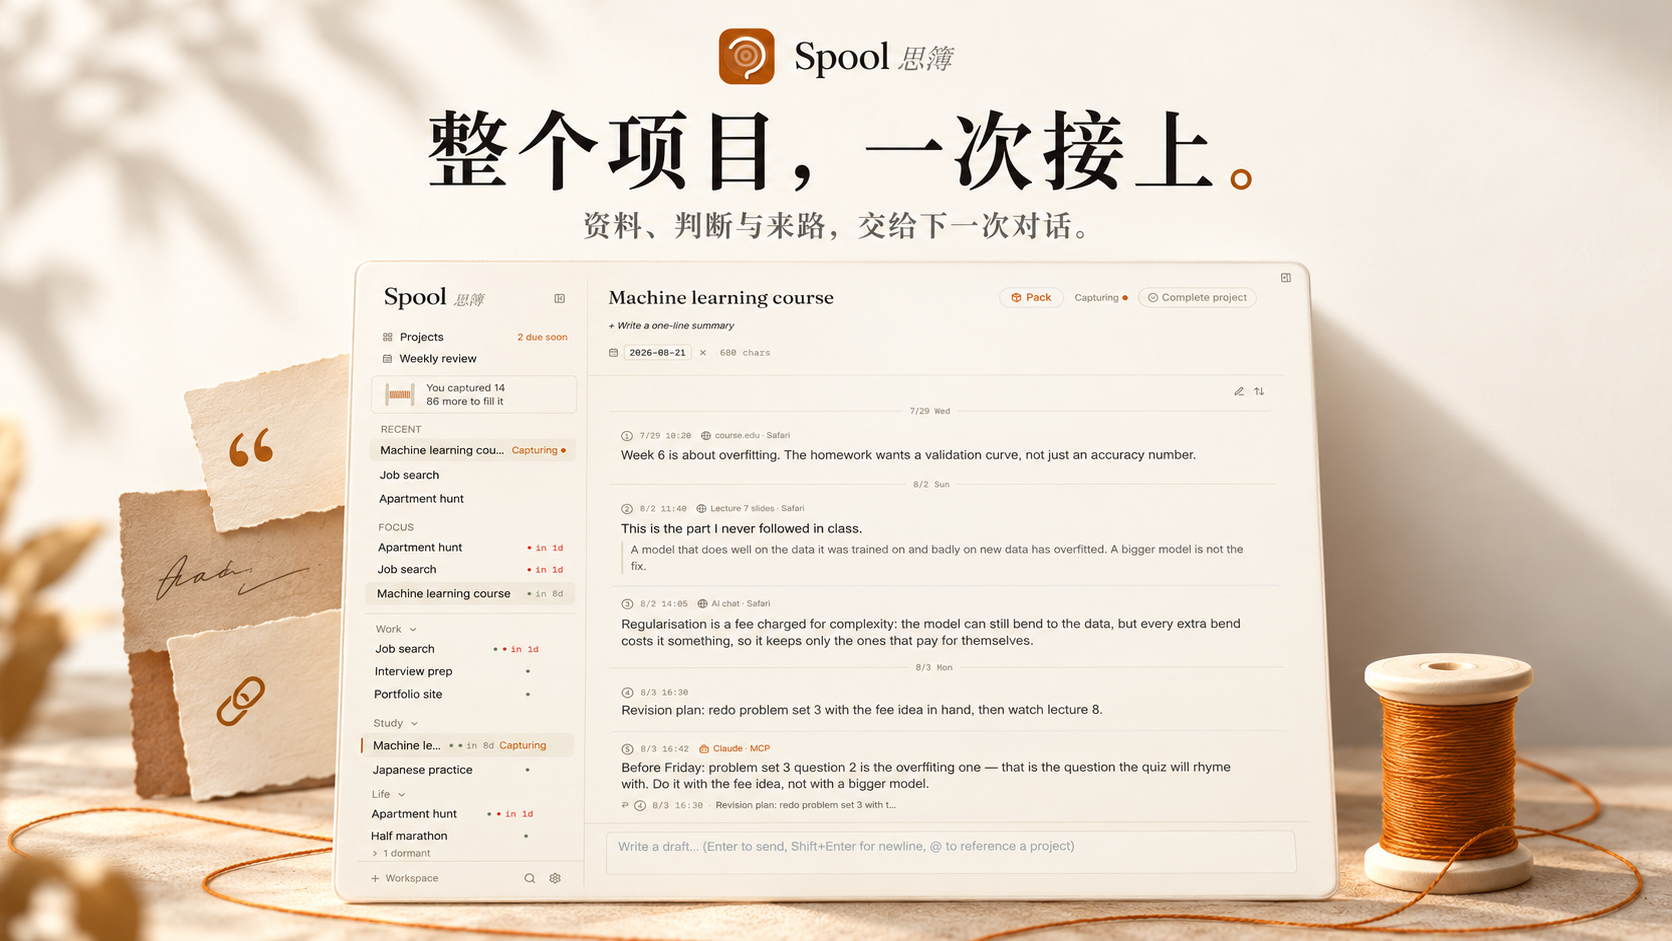 Spool 思簿
整个项目，一次接上。
资料、判断与来路，交给下一次对话。
Spool 思簿
Projects 2 due soon
Weekly review
You captured 14
86 more to fill it
RECENT
Machine learning cou... Capturing
Job search
Apartment hunt
FOCUS
Apartment hunt in 1d
Job search in 1d
Machine learning course in 8d
Work
Job search in 1d
Interview prep
Portfolio site
Study
Machine le... in 8d Capturing
Japanese practice
Life
Apartment hunt in 1d
Half marathon
1 dormant
+ Workspace
Machine learning course
Pack Capturing Complete project
+ Write a one-line summary
2026-08-21 × 680 chars
7/29 Wed
1 7/29 10:20 course.edu · Safari
Week 6 is about overfitting. The homework wants a validation curve, not just an accuracy number.
8/2 Sun
2 8/2 11:40 Lecture 7 slides · Safari
This is the part I never followed in class.
A model that does well on the data it was trained on and badly on new data has overfitted. A bigger model is not the
fix.
3 8/2 14:05 AI chat · Safari
Regularisation is a fee charged for complexity: the model can still bend to the data, but every extra bend
costs it something, so it keeps only the ones that pay for themselves.
8/3 Mon
4 8/3 16:30
Revision plan: redo problem set 3 with the fee idea in hand, then watch lecture 8.
5 8/3 16:42 Claude · MCP
Before Friday: problem set 3 question 2 is the overffiting one — that is the question the quiz will rhyme
with. Do it with the fee idea, not with a bigger model.
4 8/3 16:30 · Revision plan: redo problem set 3 with t...
Write a draft... (Enter to send, Shift+Enter for newline, @ to reference a project)